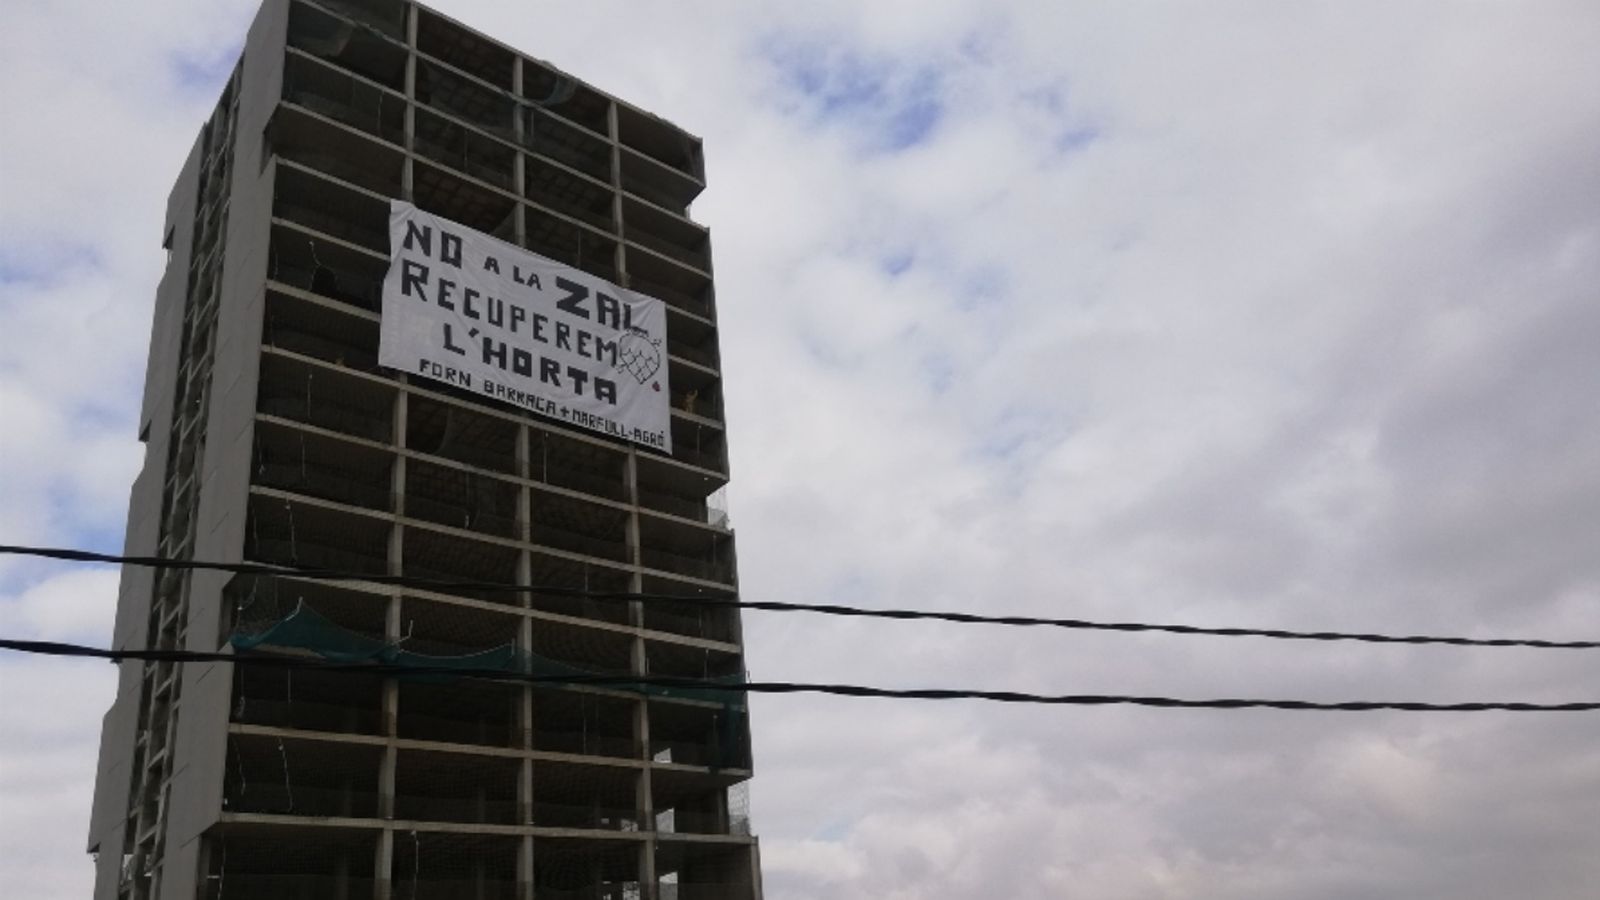 NO A LA ZAL
RECUPEREM
L'HORTA
FORN BARRACA + MARFULL-AGRÓ